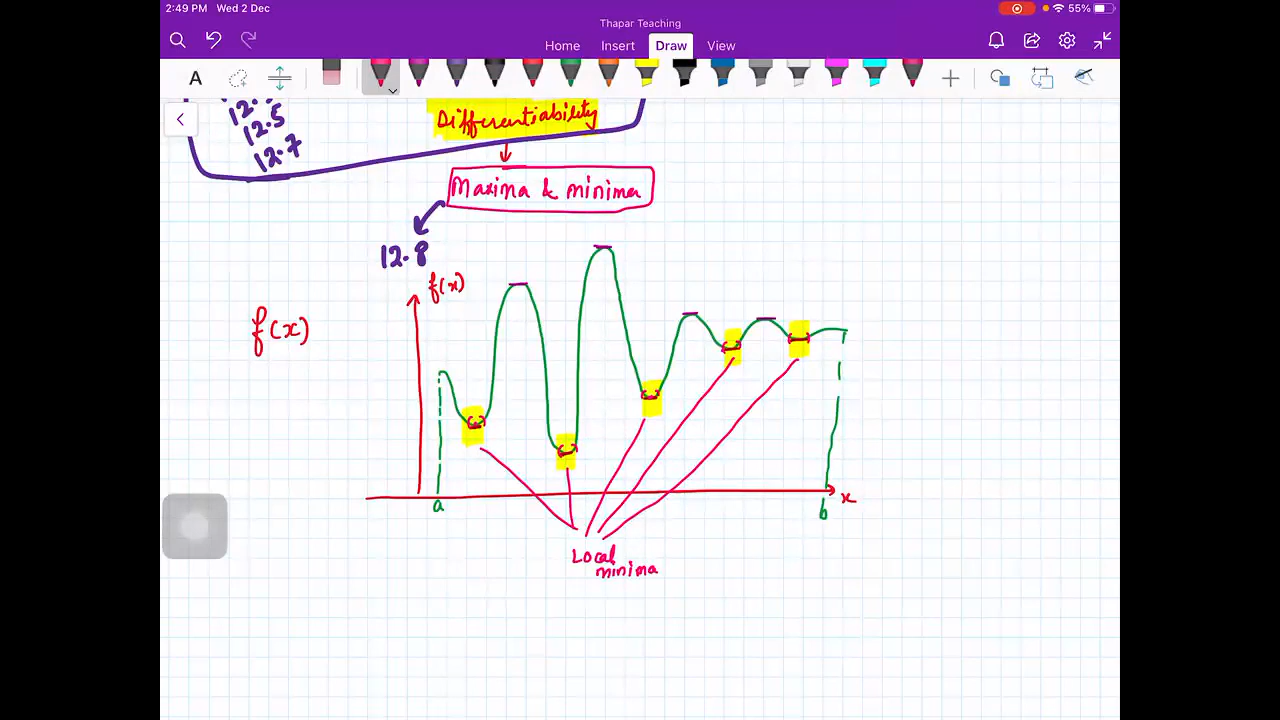 2:49 PM Wed 2 Dec
55%
Thapar Teaching
Home Insert Draw View
A
12.5
12.7
Differentiability
Maxima & minima
12.8
f(x)
f(x)
a
b
x
Local
minima